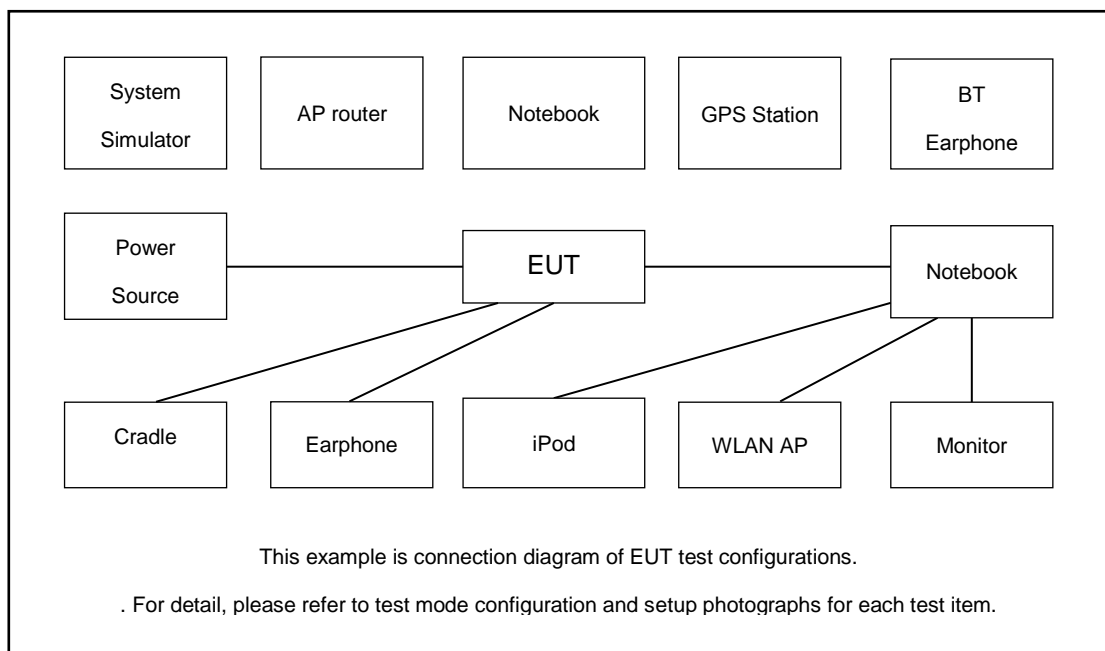 System
Simulator
AP router
Notebook
GPS Station
BT
Earphone
Power
Source
EUT
Notebook
Cradle
Earphone
iPod
WLAN AP
Monitor
This example is connection diagram of EUT test configurations.
. For detail, please refer to test mode configuration and setup photographs for each test item.